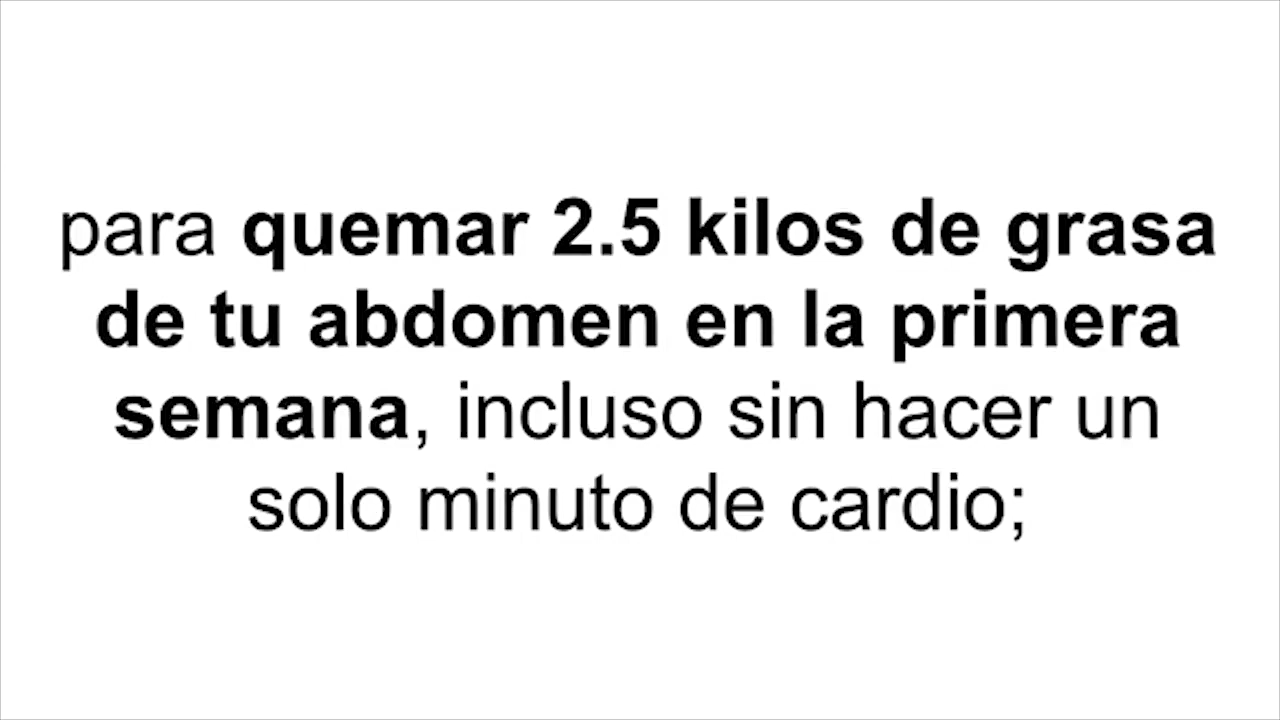 para quemar 2.5 kilos de grasa
de tu abdomen en la primera
semana, incluso sin hacer un
solo minuto de cardio;